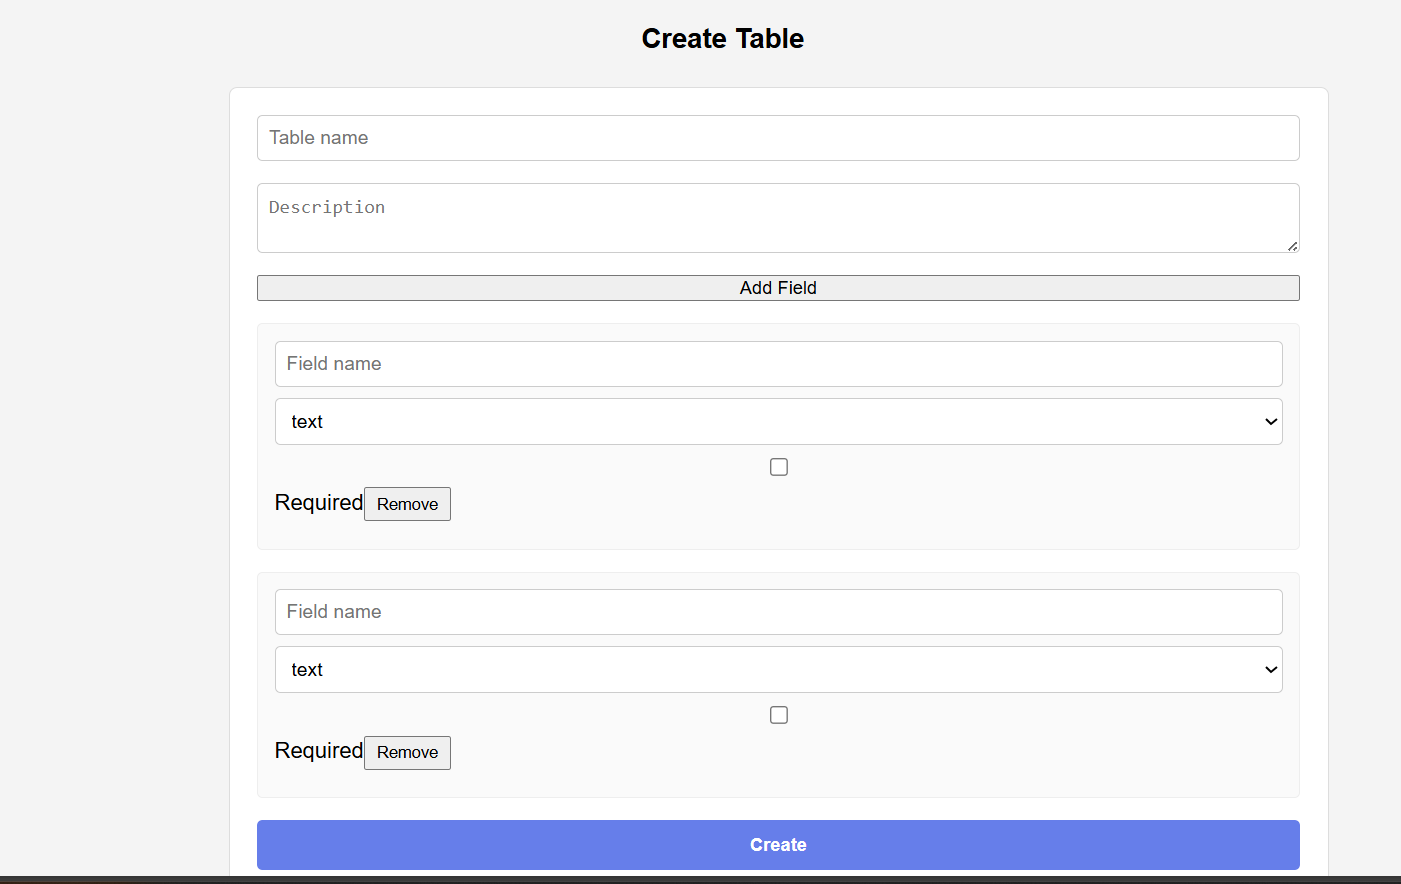 Create Table
Table name
Description
Add Field
Field name
text
Required Remove
Field name
text
Required Remove
Create